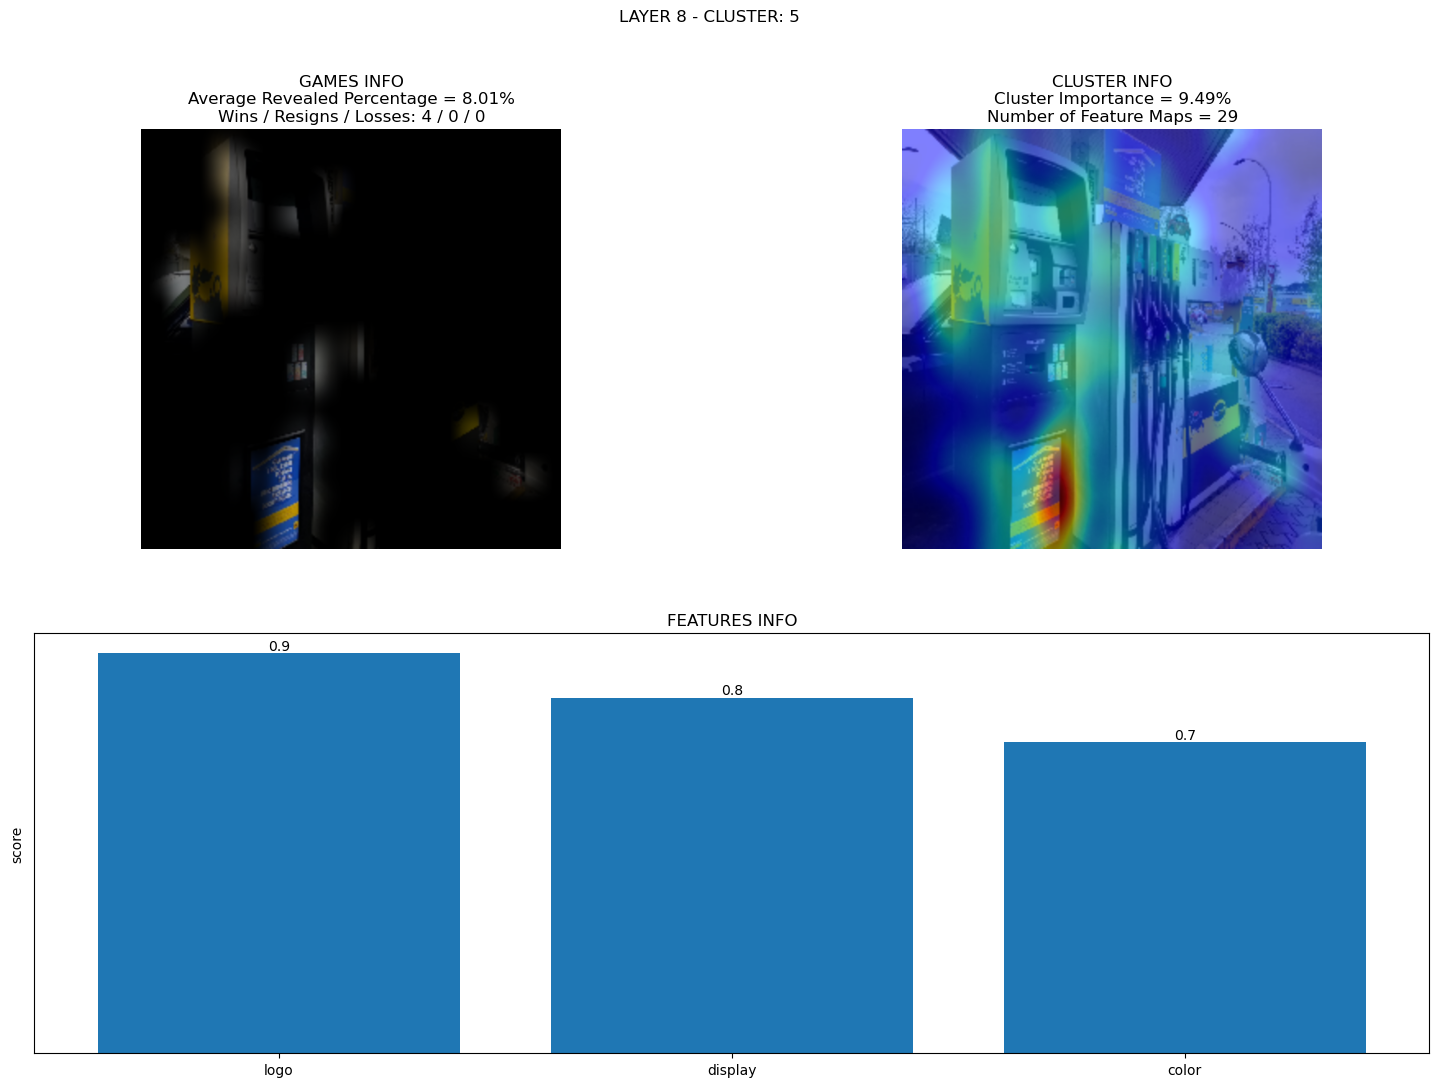 LAYER 8 - CLUSTER: 5
GAMES INFO
Average Revealed Percentage = 8.01%
Wins / Resigns / Losses: 4 / 0 / 0
CLUSTER INFO
Cluster Importance = 9.49%
Number of Feature Maps = 29
FEATURES INFO
score
0.9
0.8
0.7
logo
display
color